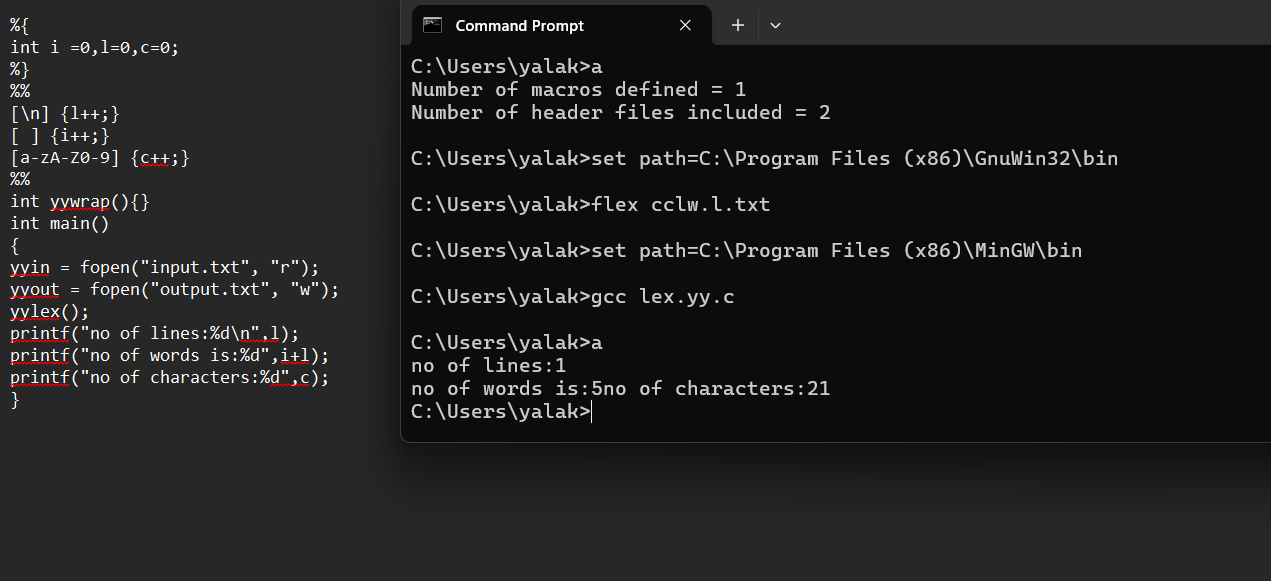 %{
int i =0,l=0,c=0;
%}
%%
[\n] {l++;}
[ ] {i++;}
[a-zA-Z0-9] {c++;}
%%
int yywrap(){}
int main()
{
yyin = fopen("input.txt", "r");
yyout = fopen("output.txt", "w");
yylex();
printf("no of lines:%d\n",l);
printf("no of words is:%d",i+l);
printf("no of characters:%d",c);
}
Command Prompt
C:\Users\yalak>a
Number of macros defined = 1
Number of header files included = 2
C:\Users\yalak>set path=C:\Program Files (x86)\GnuWin32\bin
C:\Users\yalak>flex cclw.l.txt
C:\Users\yalak>set path=C:\Program Files (x86)\MinGW\bin
C:\Users\yalak>gcc lex.yy.c
C:\Users\yalak>a
no of lines:1
no of words is:5no of characters:21
C:\Users\yalak>